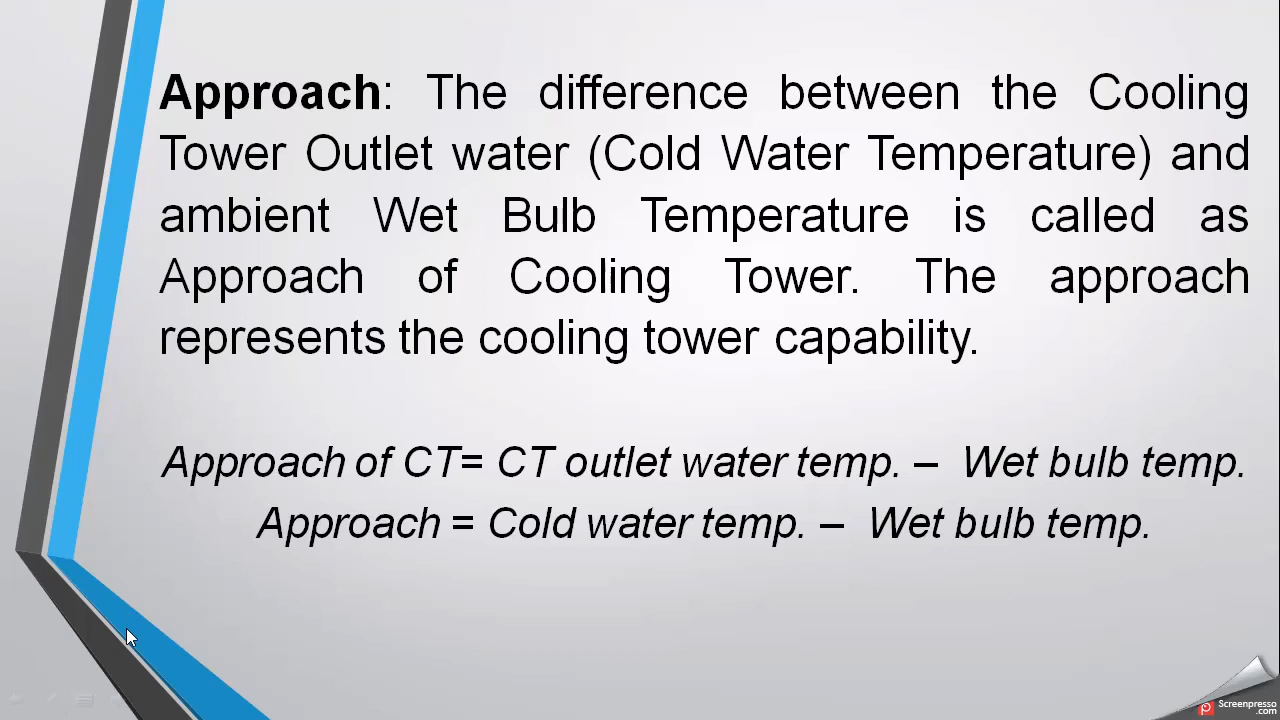 Approach: The difference between the Cooling
Tower Outlet water (Cold Water Temperature) and
ambient Wet Bulb Temperature is called as
Approach of Cooling Tower. The approach
represents the cooling tower capability.
Approach of CT= CT outlet water temp. – Wet bulb temp.
Approach = Cold water temp. – Wet bulb temp.
Screenpresso
.com